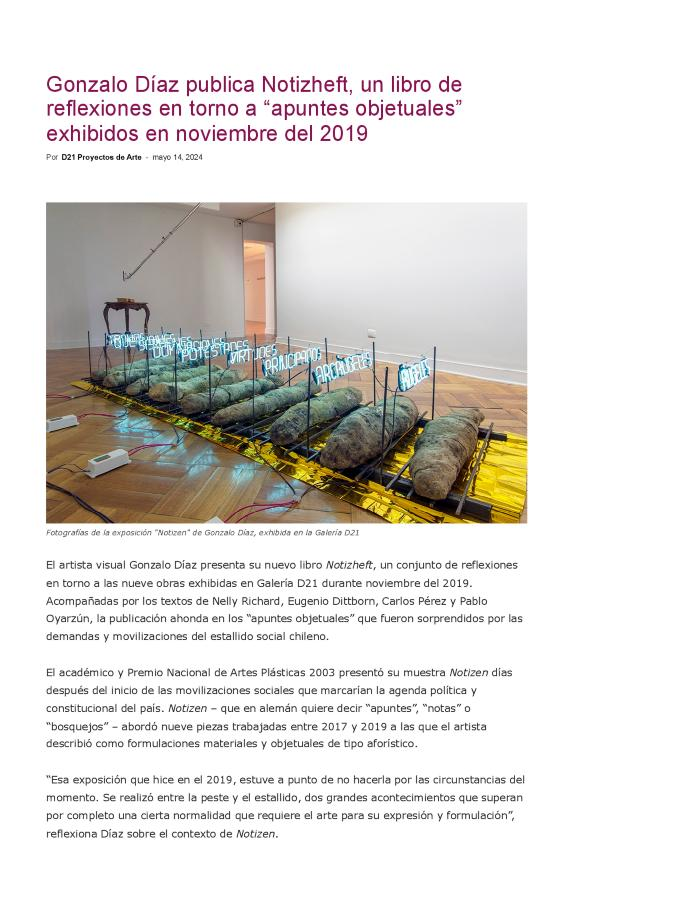 Gonzalo Díaz publica Notizheft, un libro de
reflexiones en torno a “apuntes objetuales”
exhibidos en noviembre del 2019
Por D21 Proyectos de Arte - mayo 14, 2024
POTESTADES
VIRTUDES
PRINCIPADOS
ARCÁNGELES
ÁNGELES
Fotografías de la exposición "Notizen" de Gonzalo Díaz, exhibida en la Galería D21
El artista visual Gonzalo Díaz presenta su nuevo libro Notizheft, un conjunto de reflexiones
en torno a las nueve obras exhibidas en Galería D21 durante noviembre del 2019.
Acompañadas por los textos de Nelly Richard, Eugenio Dittborn, Carlos Pérez y Pablo
Oyarzún, la publicación ahonda en los “apuntes objetuales” que fueron sorprendidos por las
demandas y movilizaciones del estallido social chileno.
El académico y Premio Nacional de Artes Plásticas 2003 presentó su muestra Notizen días
después del inicio de las movilizaciones sociales que marcarían la agenda política y
constitucional del país. Notizen – que en alemán quiere decir “apuntes”, “notas” o
“bosquejos” – abordó nueve piezas trabajadas entre 2017 y 2019 a las que el artista
describió como formulaciones materiales y objetuales de tipo aforístico.
“Esa exposición que hice en el 2019, estuve a punto de no hacerla por las circunstancias del
momento. Se realizó entre la peste y el estallido, dos grandes acontecimientos que superan
por completo una cierta normalidad que requiere el arte para su expresión y formulación”,
reflexiona Díaz sobre el contexto de Notizen.